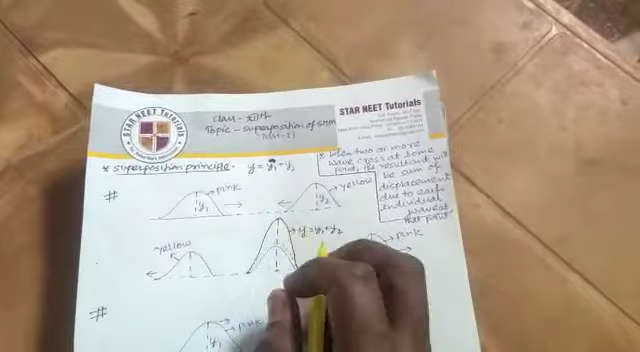 STAR NEET Tutorials
Class - XIth
Topic - superposition of SHM
STAR NEET Tutorials
* superposition principle - y = y₁ + y₂
* When two or more
wave cross at some
point, the resultant will
be sum of
displacement
due to each
individual
wave at
that point.
#
pink
y₁
yellow
y₂
yellow
y = y₁ + y₂
pink
#
pink
y₁